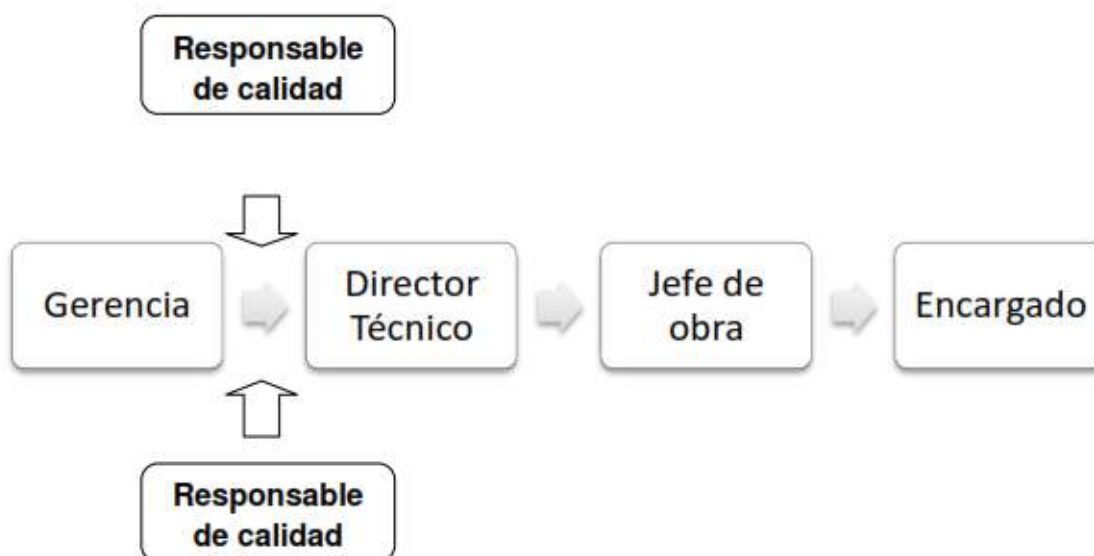 Responsable
de calidad
Gerencia
Director
Técnico
Jefe de
obra
Encargado
Responsable
de calidad